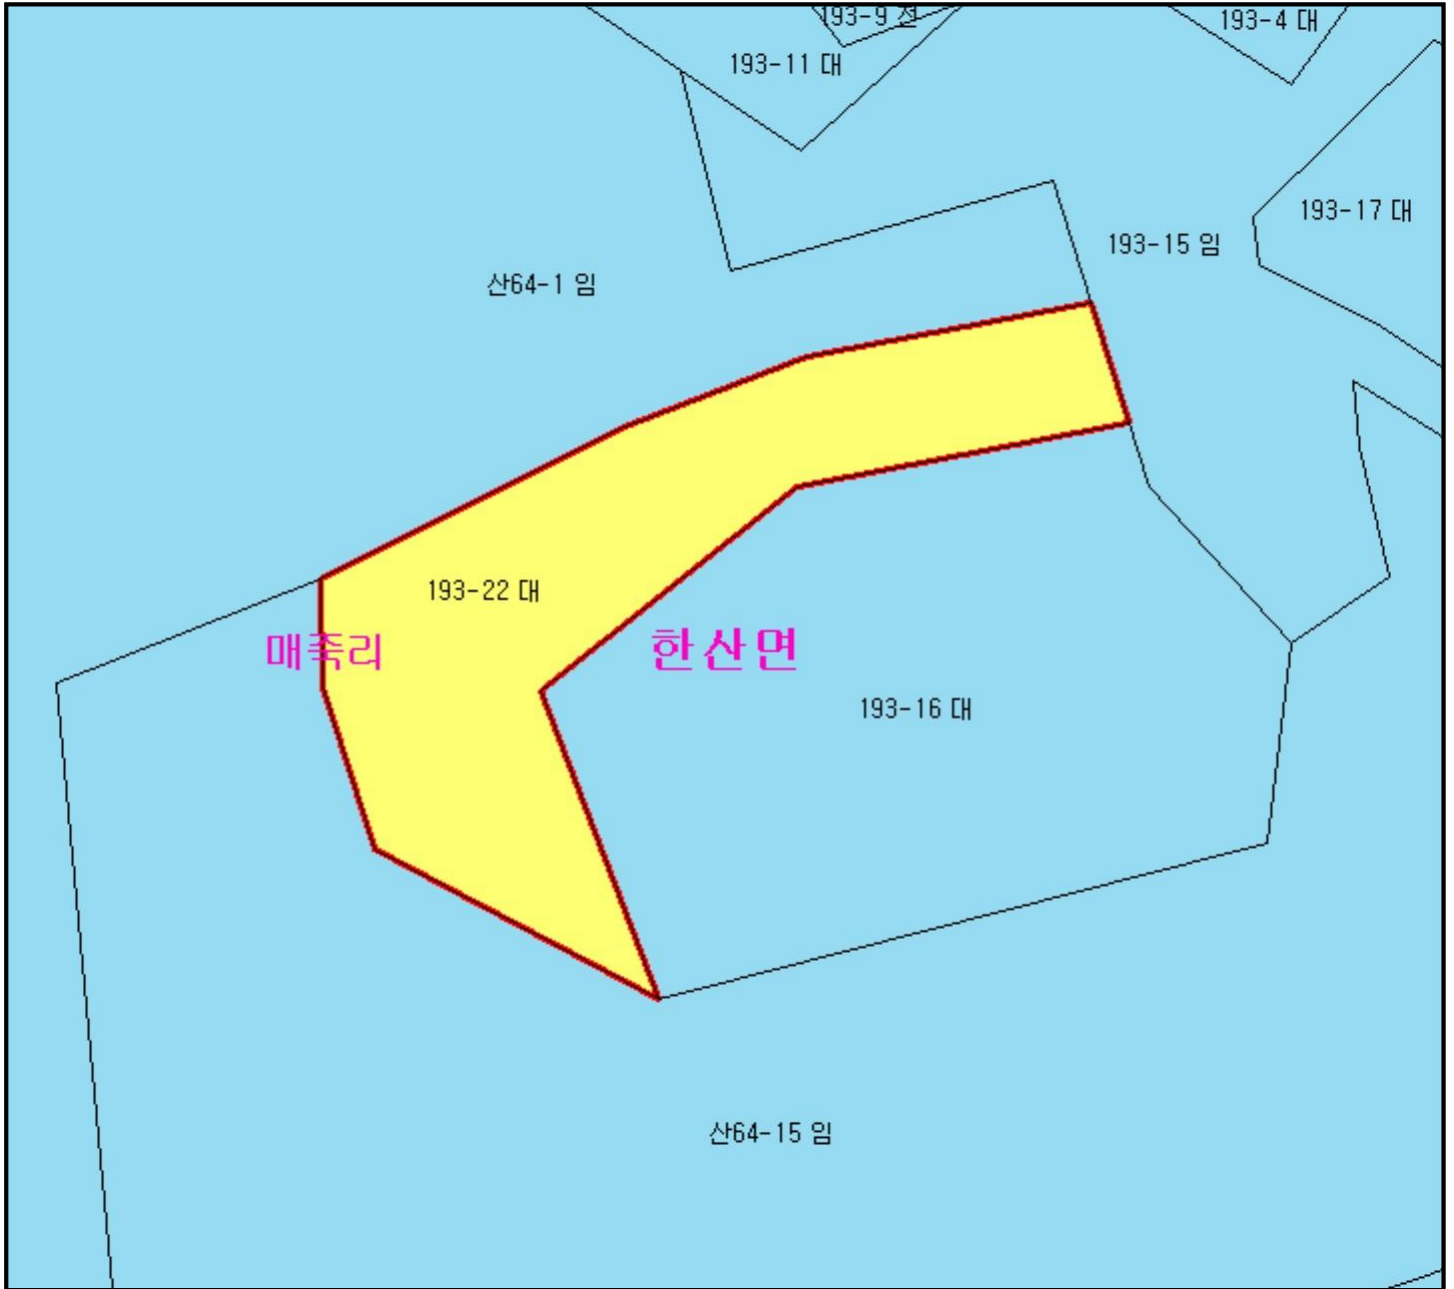 193-9 전
193-4 대
193-11 대
193-17 대
193-15 임
산64-1 임
193-22 대
매죽리
한산면
193-16 대
산64-15 임